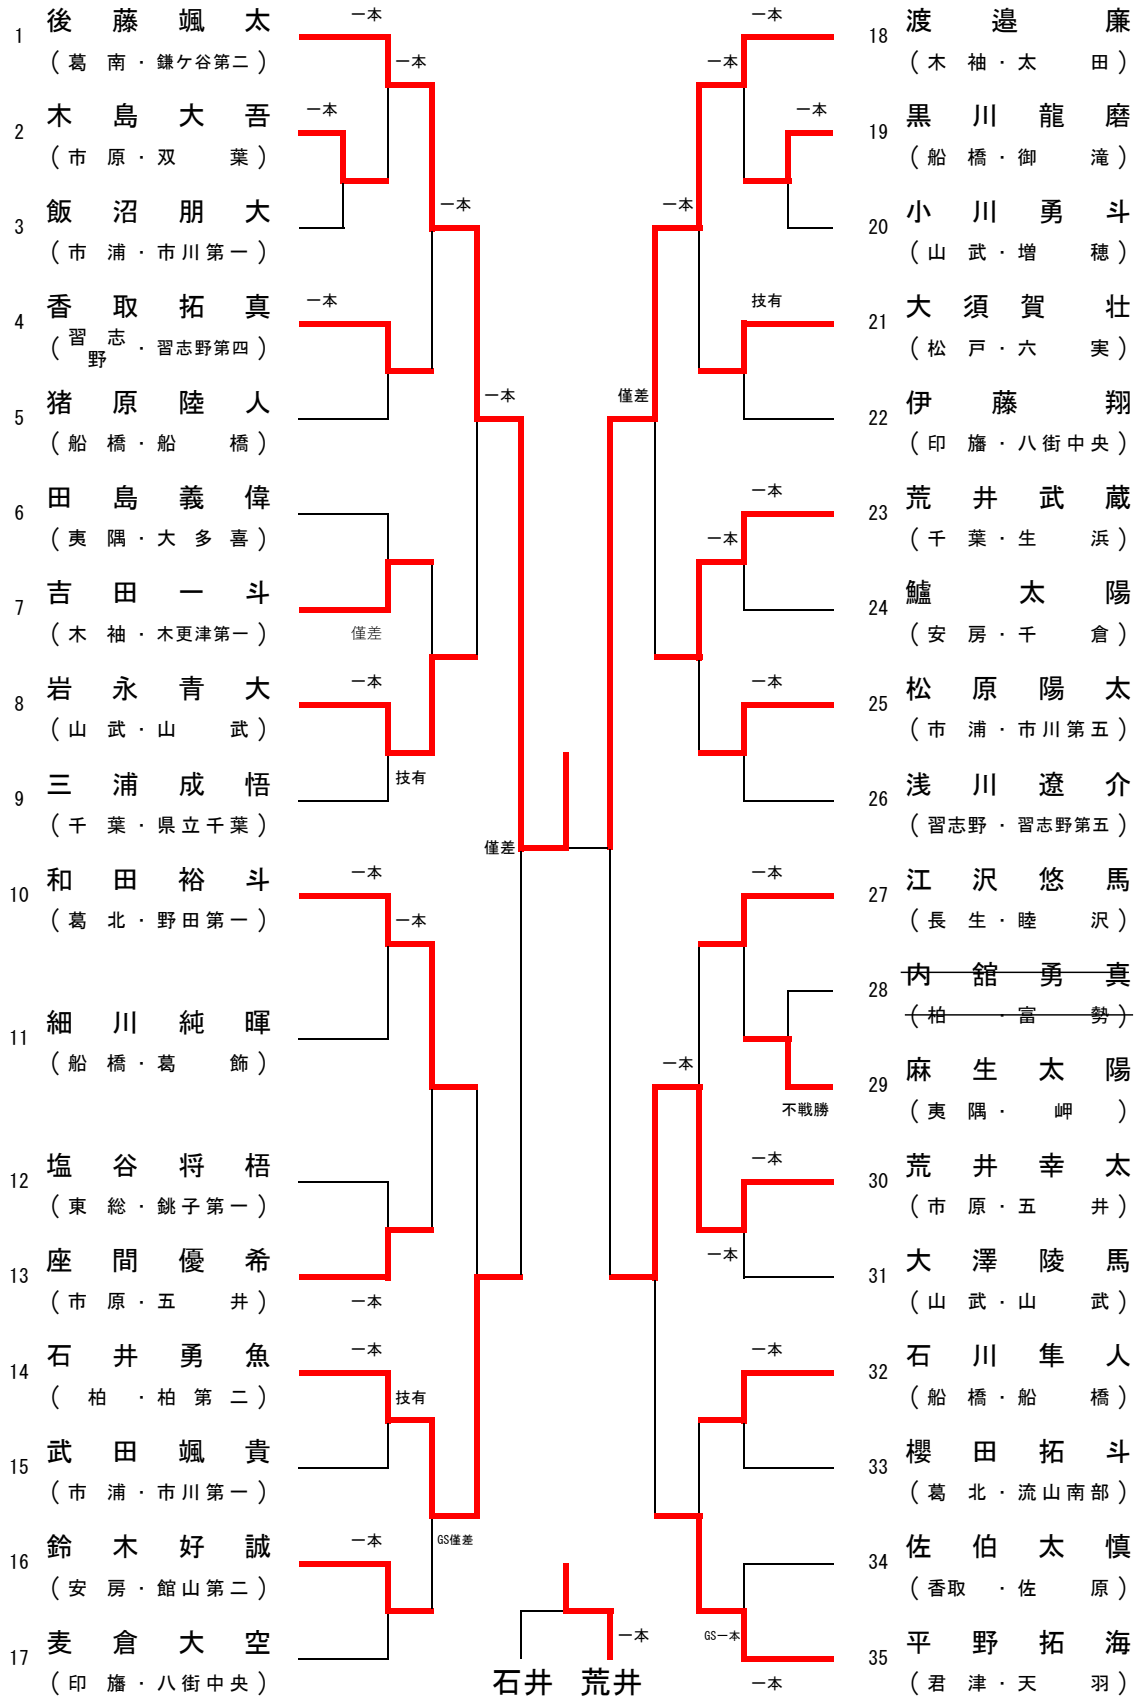 1 後藤颯太
(葛南・鎌ケ谷第二)
2 木島大吾
(市原・双葉)
3 飯沼朋大
(市浦・市川第一)
4 香取拓真
(習志野・習志野第四)
5 猪原陸人
(船橋・船橋)
6 田島義偉
(夷隅・大多喜)
7 吉田一斗
(木袖・木更津第一)
8 岩永青大
(山武・山武)
9 三浦成悟
(千葉・県立千葉)
10 和田裕斗
(葛北・野田第一)
11 細川純暉
(船橋・葛飾)
12 塩谷将梧
(東総・銚子第一)
13 座間優希
(市原・五井)
14 石井勇魚
(柏・柏第二)
15 武田颯貴
(市浦・市川第一)
16 鈴木好誠
(安房・館山第二)
17 麦倉大空
(印旛・八街中央)
一本
一本
一本
一本
一本
一本
僅差
一本
技有
僅差
一本
一本
一本
一本
技有
GS僅差
一本
石井 荒井
一本
一本
一本
一本
一本
技有
僅差
一本
一本
一本
一本
一本
不戦勝
一本
一本
一本
GS一本
一本
18 渡邉廉
(木袖・太田)
19 黒川龍磨
(船橋・御滝)
20 小川勇斗
(山武・増穂)
21 大須賀壮
(松戸・六実)
22 伊藤翔
(印旛・八街中央)
23 荒井武蔵
(千葉・生浜)
24 鱸太陽
(安房・千倉)
25 松原陽太
(市浦・市川第五)
26 浅川遼介
(習志野・習志野第五)
27 江沢悠馬
(長生・睦沢)
28 内舘勇真
(柏・富勢)
29 麻生太陽
(夷隅・岬)
30 荒井幸太
(市原・五井)
31 大澤陵馬
(山武・山武)
32 石川隼人
(船橋・船橋)
33 櫻田拓斗
(葛北・流山南部)
34 佐伯太慎
(香取・佐原)
35 平野拓海
(君津・天羽)